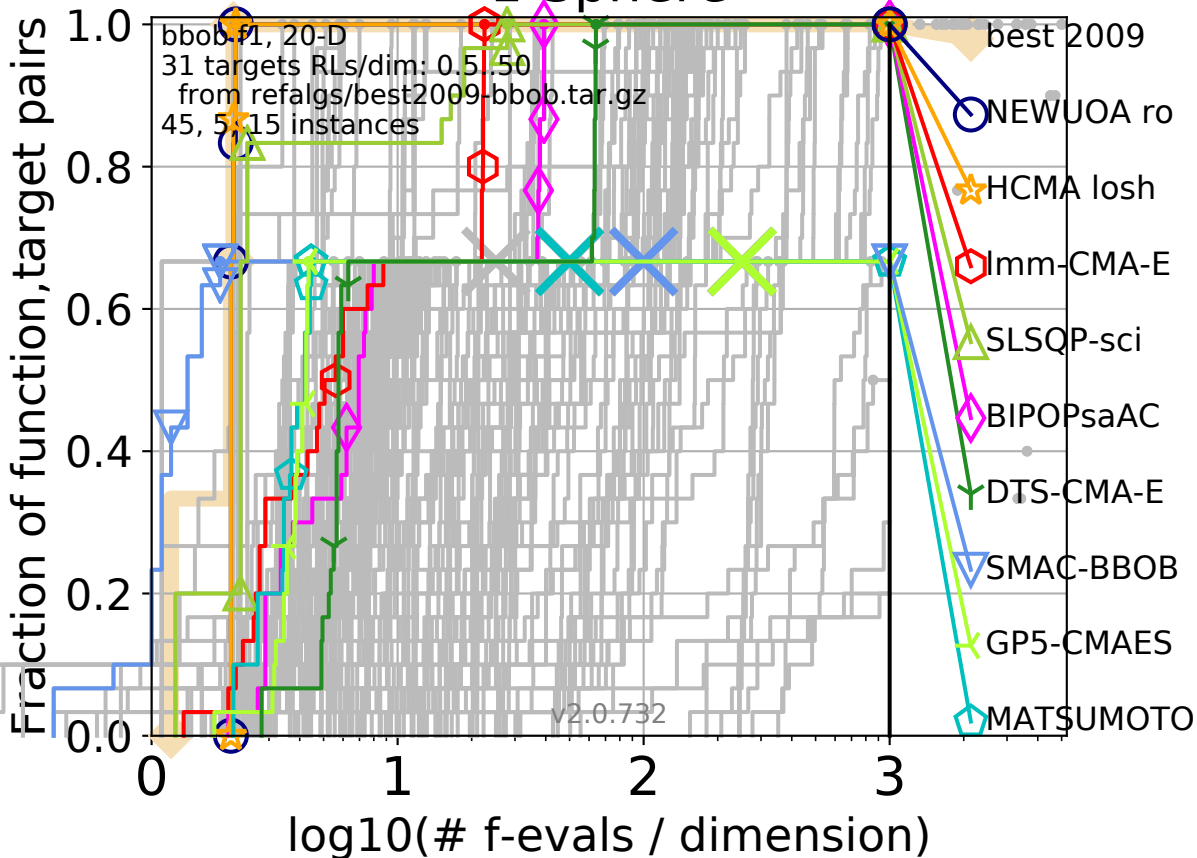 1 Sphere
Fraction of function,target pairs
1.0
0.8
0.6
0.4
0.2
0.0
bbob f1, 20-D
31 targets RLs/dim: 0.5..50
from refalgs/best2009-bbob.tar.gz
45, 5, 15 instances
best 2009
NEWUOA ro
HCMA losh
lmm-CMA-E
SLSQP-sci
BIPOPsaAC
DTS-CMA-E
SMAC-BBOB
GP5-CMAES
MATSUMOTO
v2.0.732
0
1
2
3
log10(# f-evals / dimension)